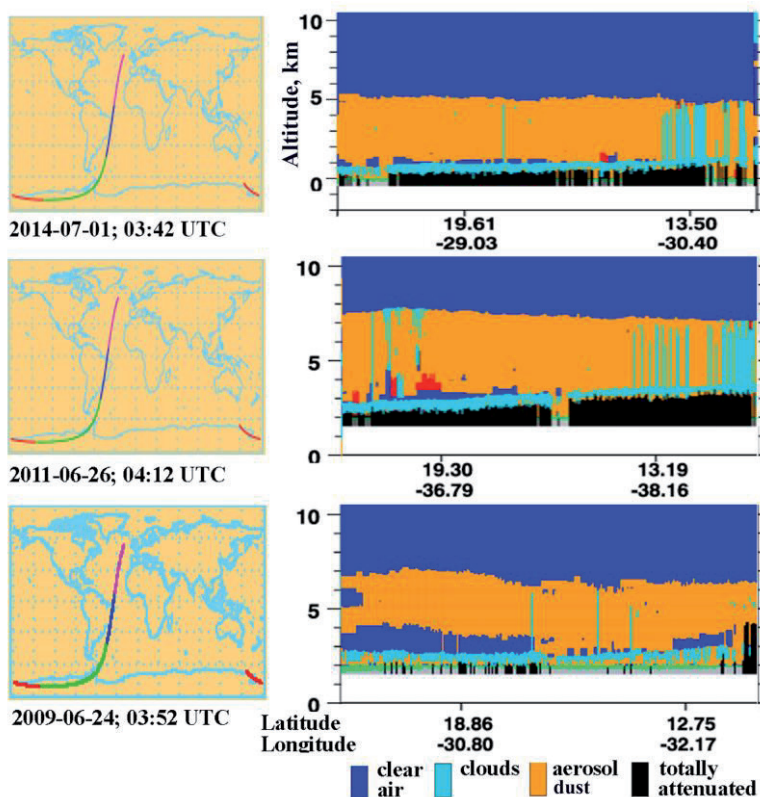 Altitude, km
10
5
0
19.61 13.50
-29.03 -30.40
2014-07-01; 03:42 UTC
10
5
0
19.30 13.19
-36.79 -38.16
2011-06-26; 04:12 UTC
10
5
0
2009-06-24; 03:52 UTC
Latitude 18.86 12.75
Longitude -30.80 -32.17
clear air
clouds
aerosol dust
totally attenuated